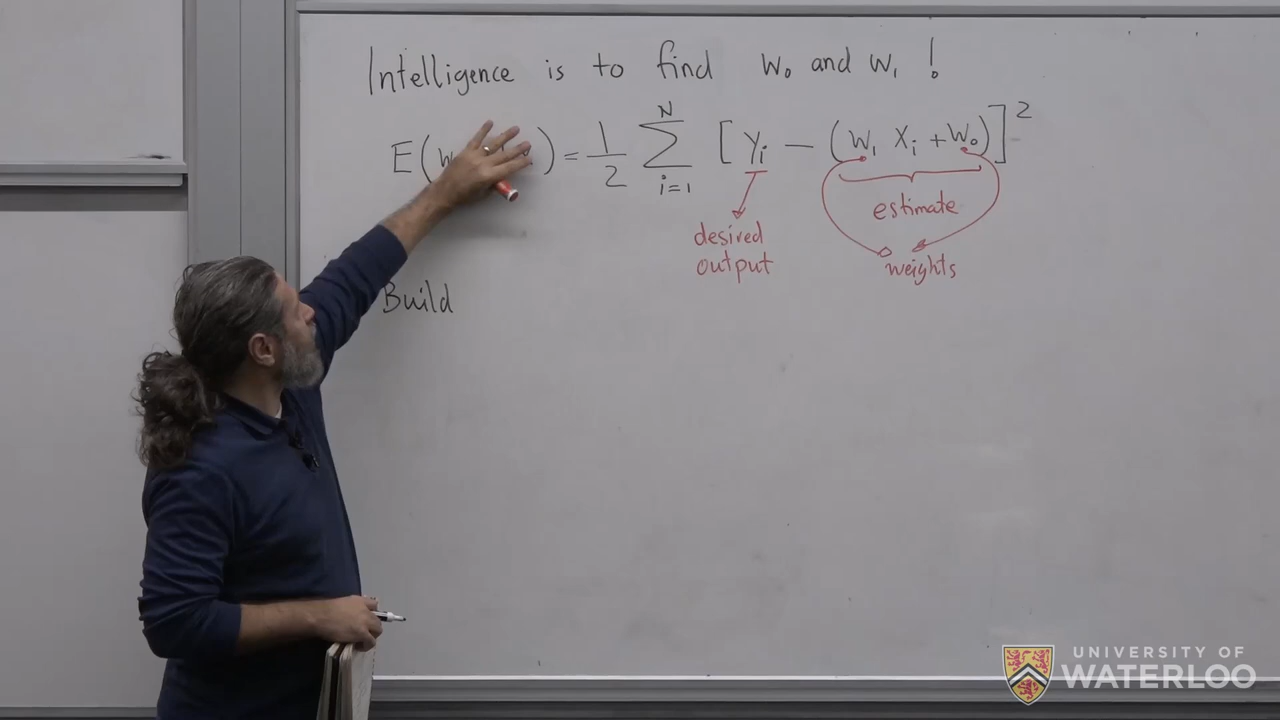 Intelligence is to find w₀ and w₁ !
E(w ) = 1/2 N Σ i=1 [yᵢ − (w₁ xᵢ + w₀)]²
estimate
desired
output
weights
Build
UNIVERSITY OF
WATERLOO